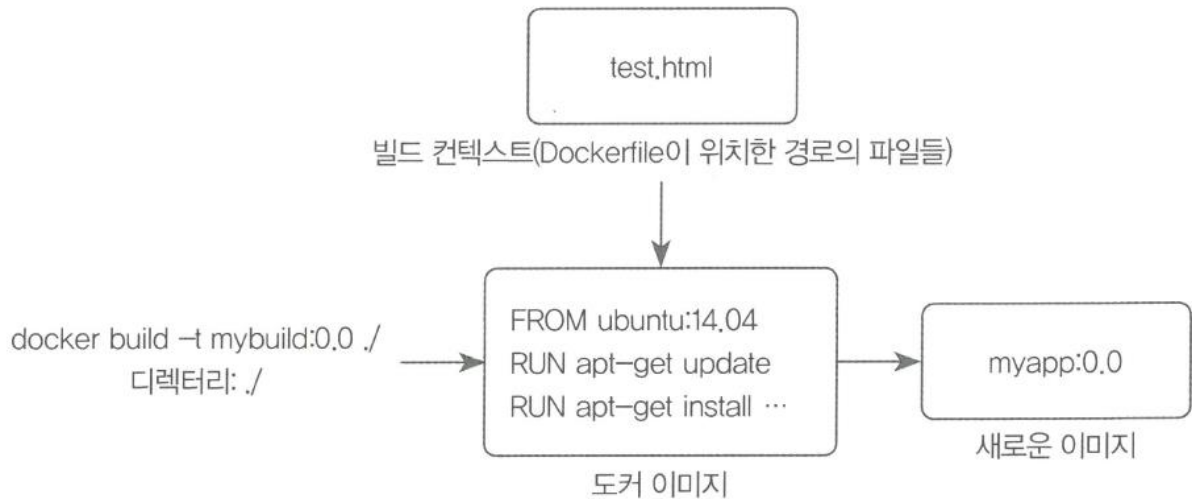 test.html
빌드 컨텍스트(Dockerfile이 위치한 경로의 파일들)
docker build -t mybuild:0.0 ./
디렉터리: ./
FROM ubuntu:14.04
RUN apt-get update
RUN apt-get install ···
도커 이미지
myapp:0.0
새로운 이미지